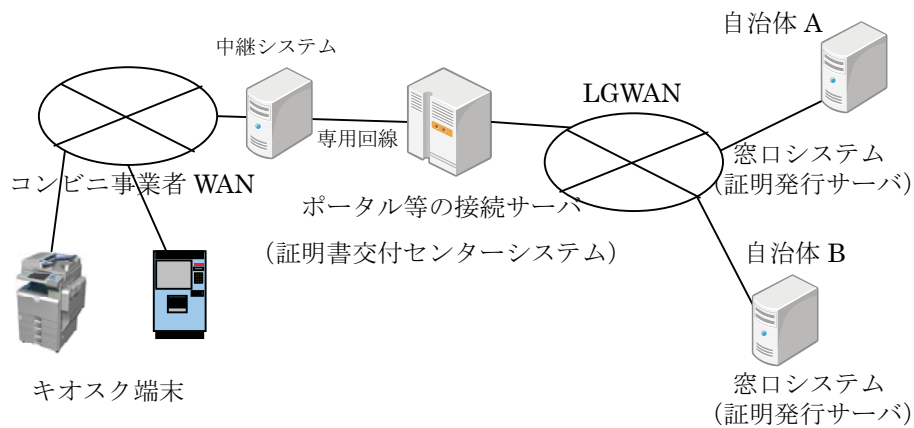 自治体 A
中継システム
LGWAN
専用回線
窓口システム
（証明発行サーバ）
コンビニ事業者 WAN
ポータル等の接続サーバ
（証明書交付センターシステム）
自治体 B
キオスク端末
窓口システム
（証明発行サーバ）